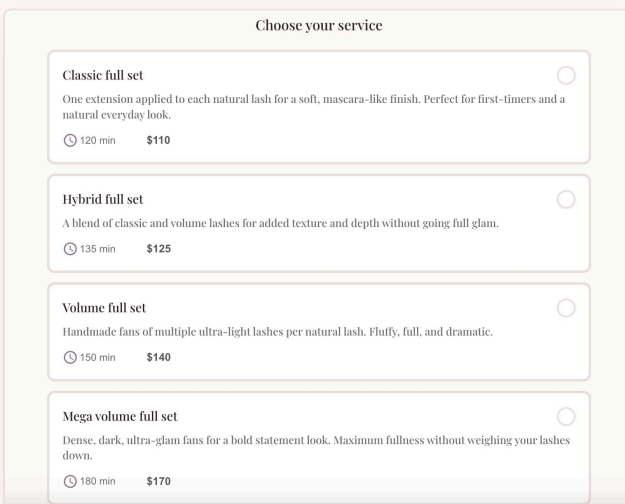 Choose your service
Classic full set
One extension applied to each natural lash for a soft, mascara-like finish. Perfect for first-timers and a
natural everyday look.
120 min $110
Hybrid full set
A blend of classic and volume lashes for added texture and depth without going full glam.
135 min $125
Volume full set
Handmade fans of multiple ultra-light lashes per natural lash. Fluffy, full, and dramatic.
150 min $140
Mega volume full set
Dense, dark, ultra-glam fans for a bold statement look. Maximum fullness without weighing your lashes
down.
180 min $170